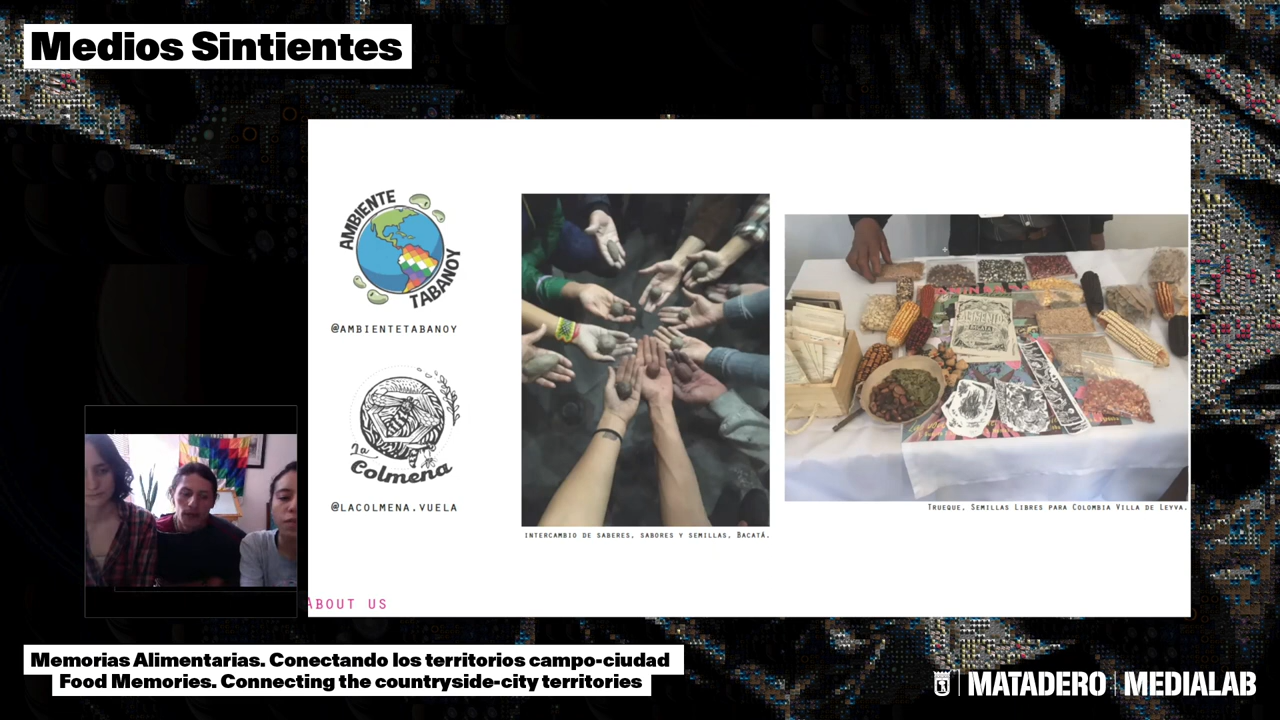 Medios Sintientes
AMBIENTE
TABANOY
@AMBIENTETABANOY
La
Colmena
@LACOLMENA.VUELA
INTERCAMBIO DE SABERES, SABORES Y SEMILLAS, BACATÁ.
TRUEQUE, SEMILLAS LIBRES PARA COLOMBIA VILLA DE LEYVA.
ABOUT US
Memorias Alimentarias. Conectando los territorios campo-ciudad
Food Memories. Connecting the countryside-city territories
MATADERO | MEDIALAB